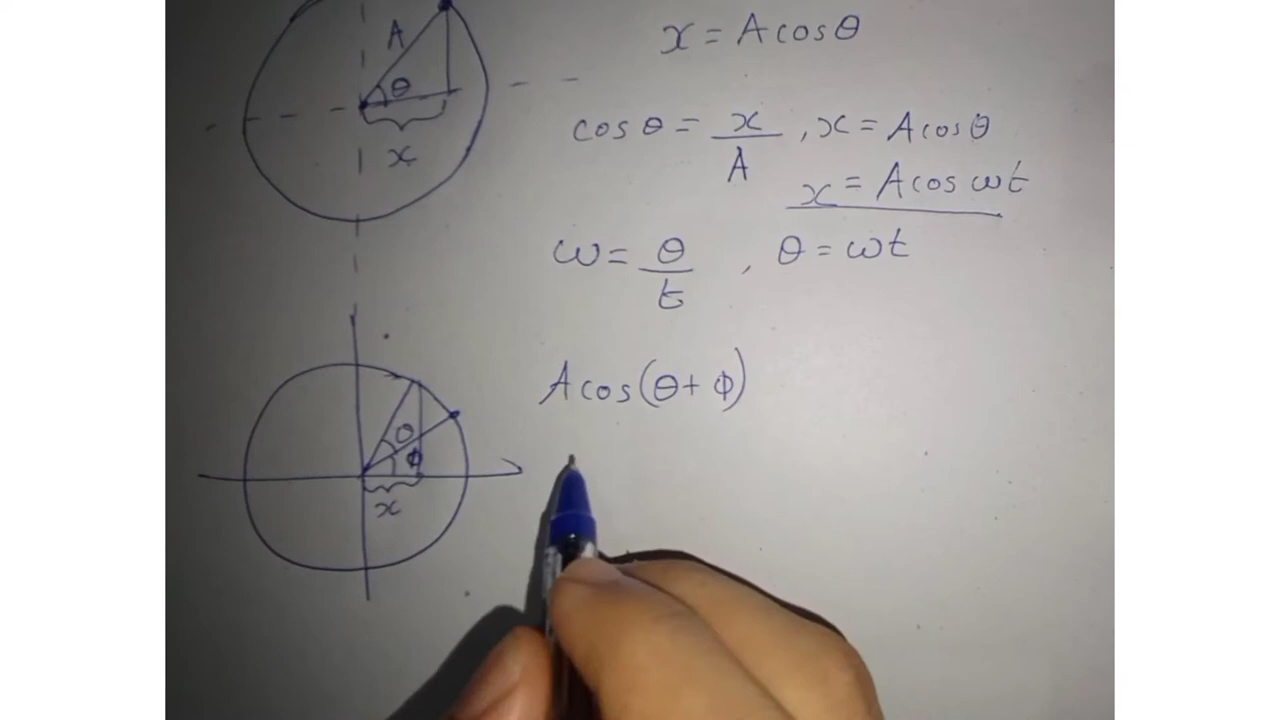 A
θ
x
x = A cos θ
cos θ = x/A , x = A cos θ
x = A cos ωt
ω = θ/t , θ = ωt
θ
ϕ
x
A cos (θ + ϕ)